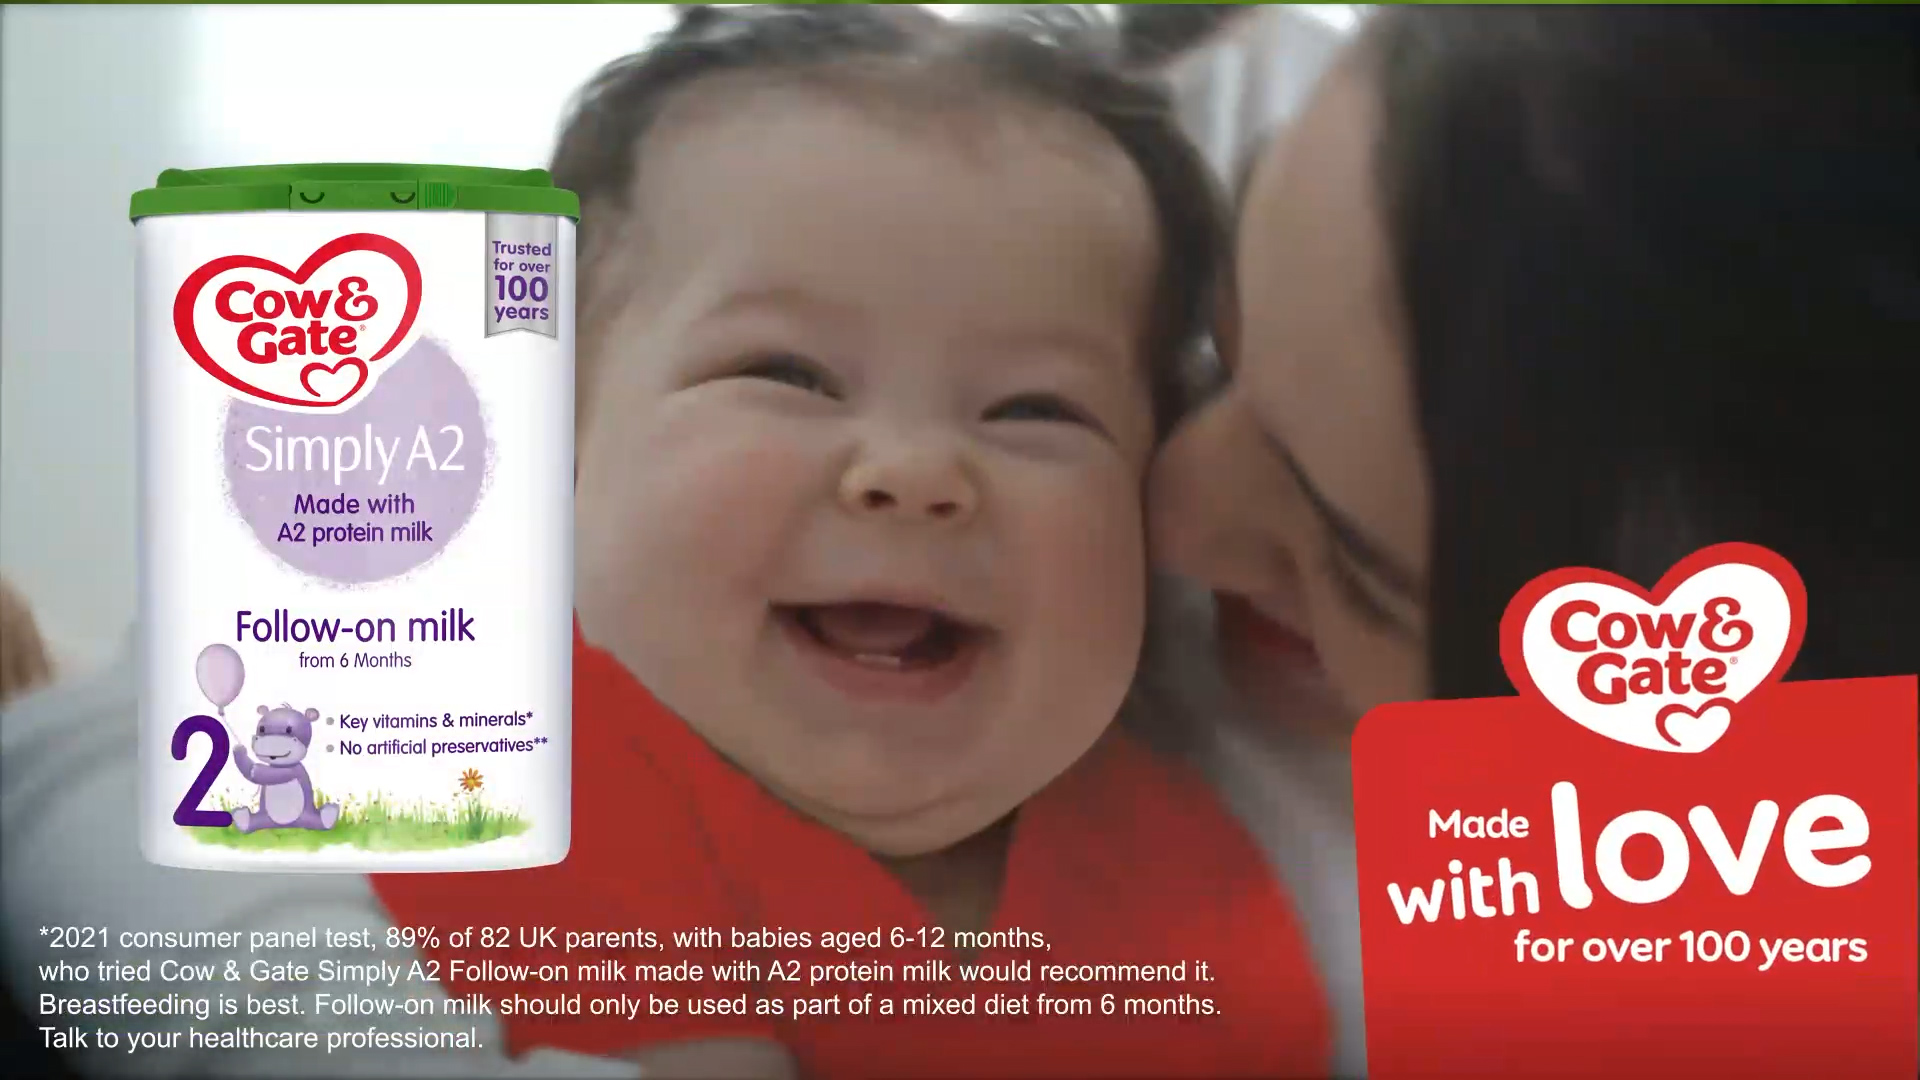 Trusted
for over
100
years
Cow&
Gate®
Simply A2
Made with
A2 protein milk
Follow-on milk
from 6 Months
2
Key vitamins & minerals*
No artificial preservatives**
Cow&
Gate®
Made
with love
for over 100 years
*2021 consumer panel test, 89% of 82 UK parents, with babies aged 6-12 months,
who tried Cow & Gate Simply A2 Follow-on milk made with A2 protein milk would recommend it.
Breastfeeding is best. Follow-on milk should only be used as part of a mixed diet from 6 months.
Talk to your healthcare professional.